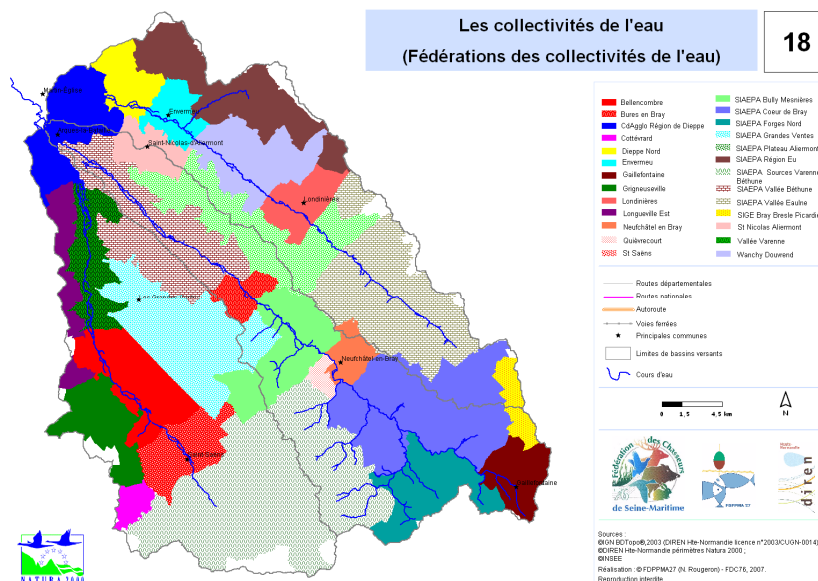 Les collectivités de l'eau
(Fédérations des collectivités de l'eau)
18
Envermeu
Saint-Nicolas-d'Aliermont
Londinières
Neufchâtel-en-Bray
Bellencombre
Bures en Bray
CdAgglo Région de Dieppe
Cottévrard
Dieppe Nord
Envermeu
Gaillefontaine
Grigneuseville
Londinières
Longueville Est
Neufchâtel en Bray
Quièvrecourt
St Saëns
SIAEPA Bully Mesnières
SIAEPA Coeur de Bray
SIAEPA Forges Nord
SIAEPA Grandes Ventes
SIAEPA Plateau Aliermont
SIAEPA Région Eu
SIAEPA Sources Varenne
Béthune
SIAEPA Vallée Béthune
SIAEPA Vallée Eaulne
SIGE Bray Bresle Picardie
St Nicolas Aliermont
Vallée Varenne
Wanchy Douvrend
Routes départementales
Routes nationales
Autoroute
Voies ferrées
Principales communes
Limites de bassins versants
Cours d'eau
0 1,5 4,5 km
N
Fédération des Chasseurs
de Seine-Maritime
FDPPMA 27
diren
NATURA 2000
Sources :
©IGN BDTopo®,2003 (DIREN Hte-Normandie licence n°2003/CUGN-0014)
©DIREN Hte-Normandie périmètres Natura 2000 ;
©INSEE
Réalisation : © FDPPMA27 (N. Rougeron) - FDC76, 2007.
Reproduction interdite